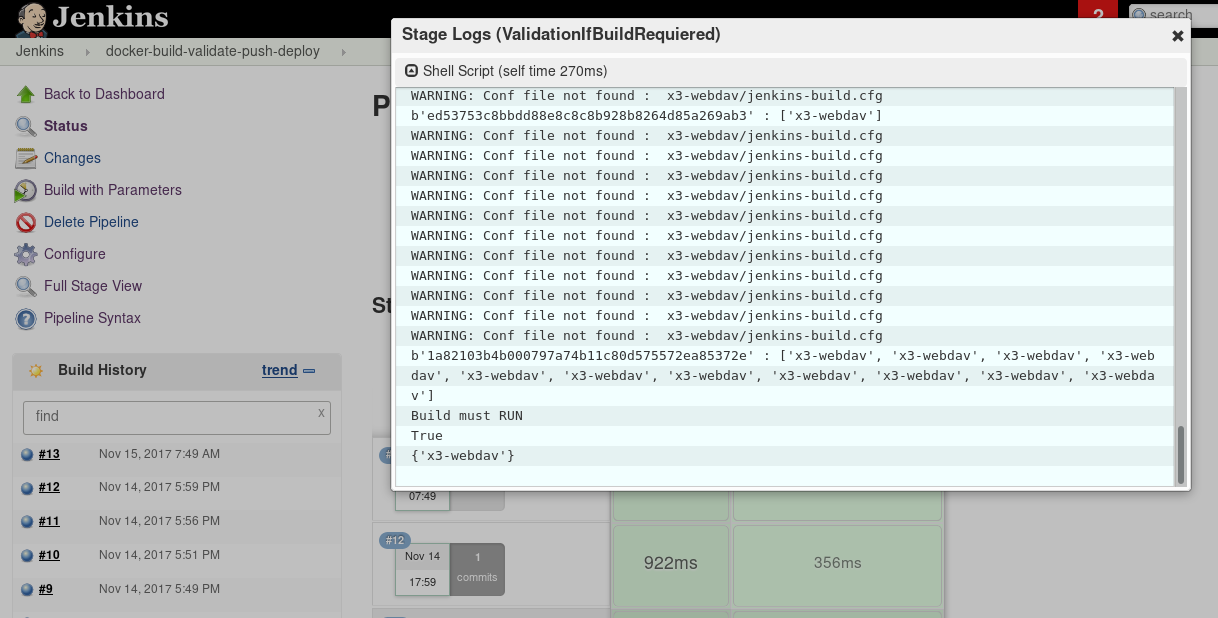 Jenkins
?
search
Jenkins
docker-build-validate-push-deploy
Back to Dashboard
Status
Changes
Build with Parameters
Delete Pipeline
Configure
Full Stage View
Pipeline Syntax
Build History
trend
find
x
#13 Nov 15, 2017 7:49 AM
#12 Nov 14, 2017 5:59 PM
#11 Nov 14, 2017 5:56 PM
#10 Nov 14, 2017 5:51 PM
#9 Nov 14, 2017 5:49 PM
P
St
Stage Logs (ValidationIfBuildRequiered)
Shell Script (self time 270ms)
WARNING: Conf file not found :  x3-webdav/jenkins-build.cfg
b'ed53753c8bbdd88e8c8c8b928b8264d85a269ab3' : ['x3-webdav']
WARNING: Conf file not found :  x3-webdav/jenkins-build.cfg
WARNING: Conf file not found :  x3-webdav/jenkins-build.cfg
WARNING: Conf file not found :  x3-webdav/jenkins-build.cfg
WARNING: Conf file not found :  x3-webdav/jenkins-build.cfg
WARNING: Conf file not found :  x3-webdav/jenkins-build.cfg
WARNING: Conf file not found :  x3-webdav/jenkins-build.cfg
WARNING: Conf file not found :  x3-webdav/jenkins-build.cfg
WARNING: Conf file not found :  x3-webdav/jenkins-build.cfg
WARNING: Conf file not found :  x3-webdav/jenkins-build.cfg
WARNING: Conf file not found :  x3-webdav/jenkins-build.cfg
WARNING: Conf file not found :  x3-webdav/jenkins-build.cfg
b'1a82103b4b000797a74b11c80d575572ea85372e' : ['x3-webdav', 'x3-webdav', 'x3-webdav', 'x3-web
dav', 'x3-webdav', 'x3-webdav', 'x3-webdav', 'x3-webdav', 'x3-webdav', 'x3-webdav', 'x3-webda
v']
Build must RUN
True
{'x3-webdav'}
#
07:49
#12
Nov 14
17:59
1
commits
922ms
356ms